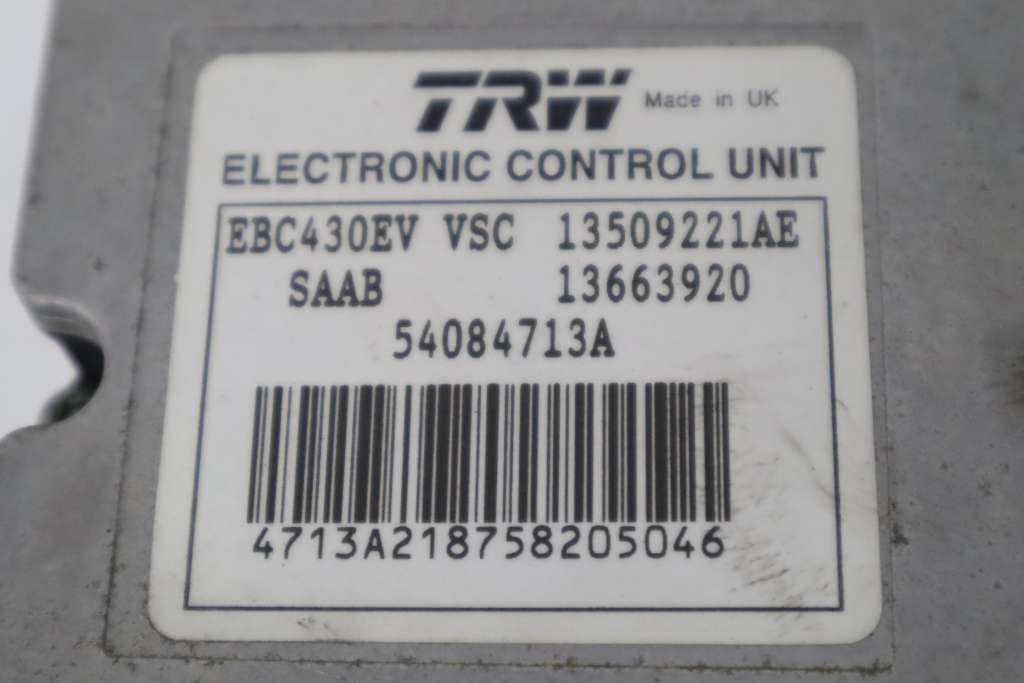 TRW Made in UK
ELECTRONIC CONTROL UNIT
EBC430EV VSC 13509221AE
SAAB 13663920
54084713A
4713A218758205046